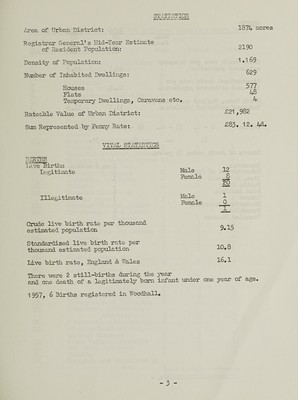 STATISTICS
Area of Urban District: 1874 acres
Registrar General's Mid-Year Estimate
of Resident Population: 2190
Density of Population: 1.169
Number of Inhabited Dwellings: 629
Houses 577
Flats 48
Temporary Dwellings, Caravans etc. 4
Rateable Value of Urban District: £21,982
Sum Represented by Penny Rate: £83. 12. 4d.
VITAL STATISTICS
BIRTHS
Live Births
Legitimate Male 12
Female 8
20
Illegitimate Male 1
Female 0
1
Crude live birth rate per thousand
estimated population 9.15
Standardised live birth rate per
thousand estimated population 10.8
Live birth rate, England & Wales 16.1
There were 2 still-births during the year
and one death of a legitimately born infant under one year of age.
1957, 6 Births registered in Woodhall.
- 3 -